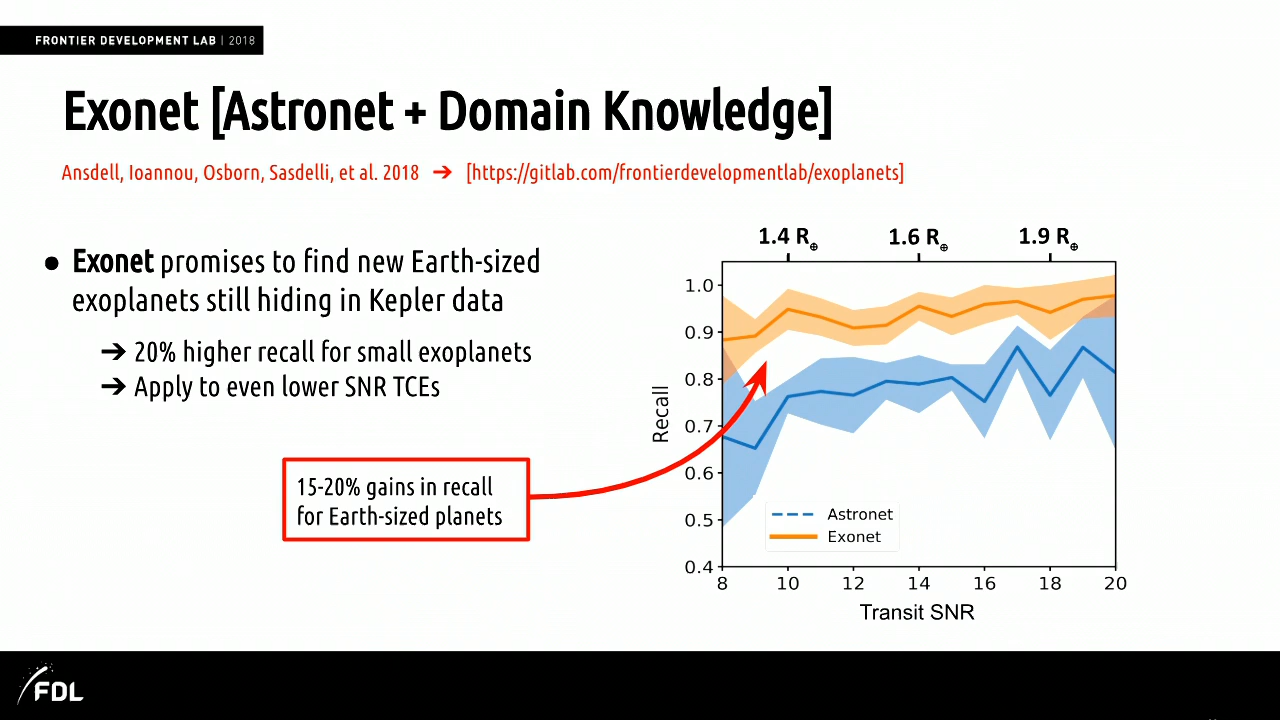 FRONTIER DEVELOPMENT LAB | 2018
Exonet [Astronet + Domain Knowledge]
Ansdell, Ioannou, Osborn, Sasdelli, et al. 2018 ➔ [https://gitlab.com/frontierdevelopmentlab/exoplanets]
● Exonet promises to find new Earth-sized
exoplanets still hiding in Kepler data
➔ 20% higher recall for small exoplanets
➔ Apply to even lower SNR TCEs
15-20% gains in recall
for Earth-sized planets
1.4 R⊕ 1.6 R⊕ 1.9 R⊕
1.0
0.9
0.8
0.7
0.6
0.5
0.4
Recall
Astronet
Exonet
8 10 12 14 16 18 20
Transit SNR
FDL